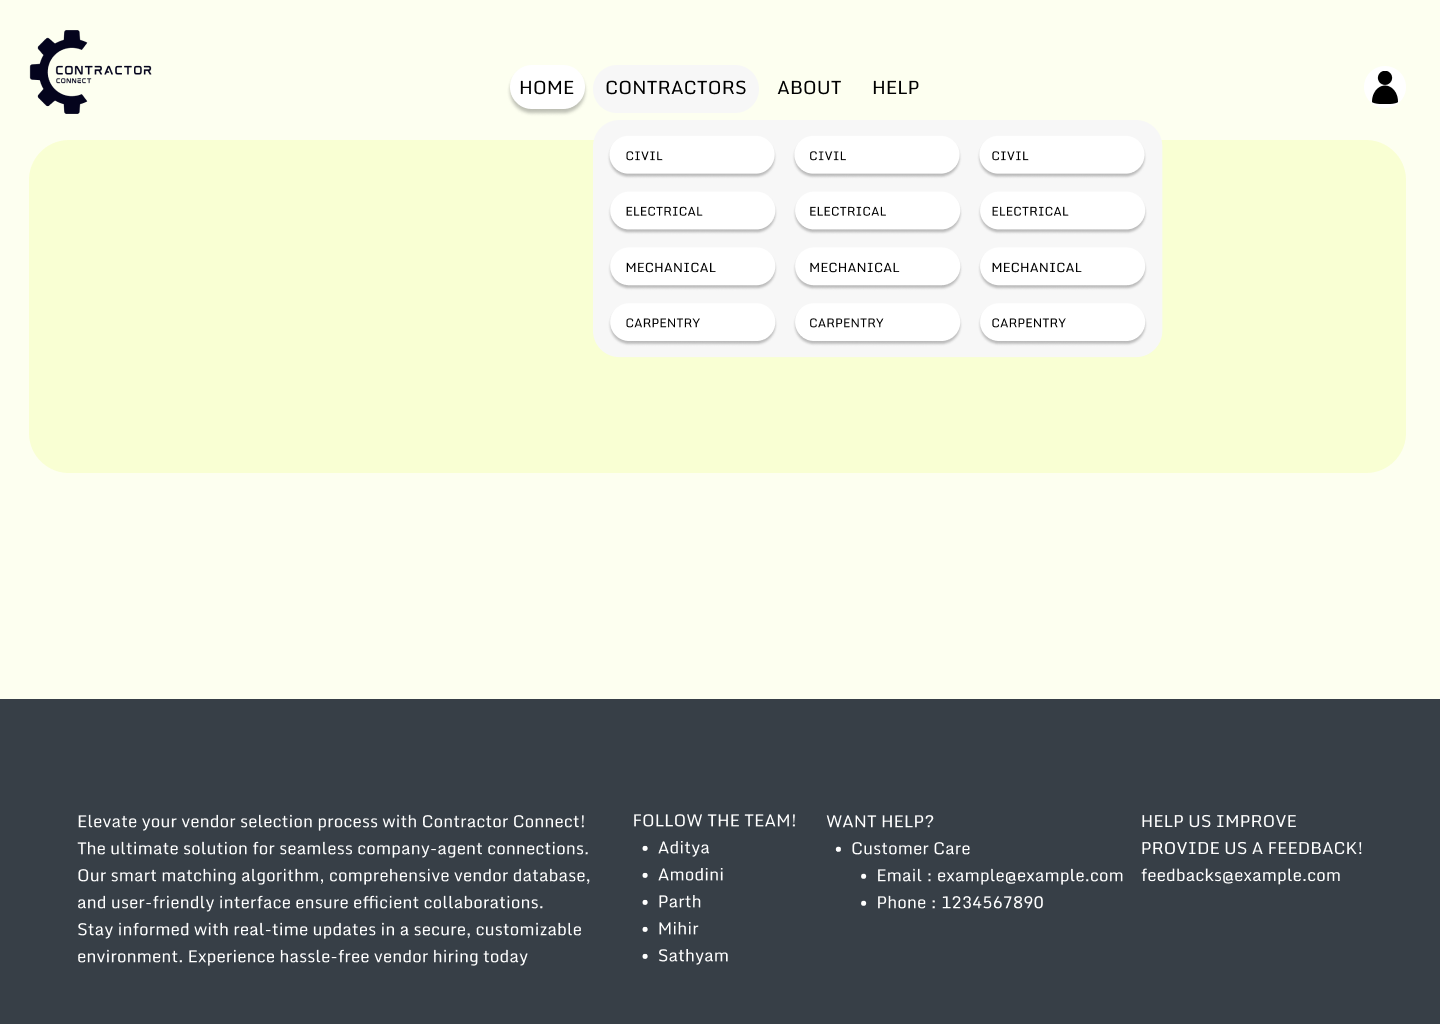 CONTRACTOR
CONNECT
HOME CONTRACTORS ABOUT HELP
CIVIL CIVIL CIVIL
ELECTRICAL ELECTRICAL ELECTRICAL
MECHANICAL MECHANICAL MECHANICAL
CARPENTRY CARPENTRY CARPENTRY
Elevate your vendor selection process with Contractor Connect!
The ultimate solution for seamless company-agent connections.
Our smart matching algorithm, comprehensive vendor database,
and user-friendly interface ensure efficient collaborations.
Stay informed with real-time updates in a secure, customizable
environment. Experience hassle-free vendor hiring today
FOLLOW THE TEAM!
• Aditya
• Amodini
• Parth
• Mihir
• Sathyam
WANT HELP?
• Customer Care
• Email : example@example.com
• Phone : 1234567890
HELP US IMPROVE
PROVIDE US A FEEDBACK!
feedbacks@example.com